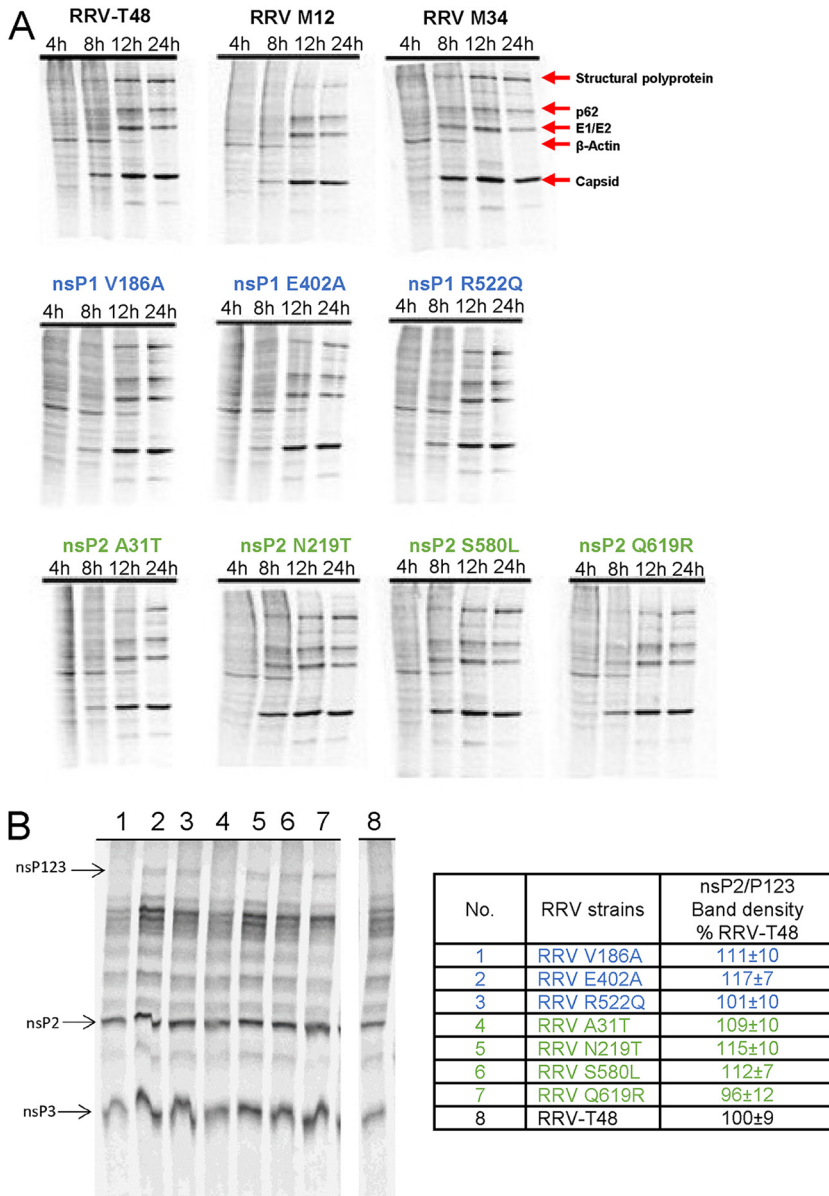 A
RRV-T48 RRV M12 RRV M34
4h 8h 12h 24h 4h 8h 12h 24h 4h 8h 12h 24h
Structural polyprotein
p62
E1/E2
β-Actin
Capsid
nsP1 V186A nsP1 E402A nsP1 R522Q
4h 8h 12h 24h 4h 8h 12h 24h 4h 8h 12h 24h
nsP2 A31T nsP2 N219T nsP2 S580L nsP2 Q619R
4h 8h 12h 24h 4h 8h 12h 24h 4h 8h 12h 24h 4h 8h 12h 24h
B
1 2 3 4 5 6 7 8
nsP123
nsP2
nsP3
No. RRV strains nsP2/P123 Band density % RRV-T48
1 RRV V186A 111±10
2 RRV E402A 117±7
3 RRV R522Q 101±10
4 RRV A31T 109±10
5 RRV N219T 115±10
6 RRV S580L 112±7
7 RRV Q619R 96±12
8 RRV-T48 100±9